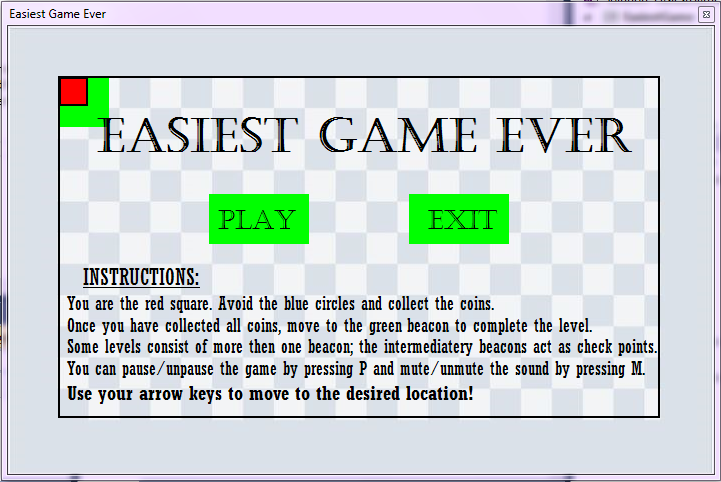 Easiest Game Ever
EASIEST GAME EVER
PLAY EXIT
INSTRUCTIONS:
You are the red square. Avoid the blue circles and collect the coins.
Once you have collected all coins, move to the green beacon to complete the level.
Some levels consist of more then one beacon; the intermediatery beacons act as check points.
You can pause/unpause the game by pressing P and mute/unmute the sound by pressing M.
Use your arrow keys to move to the desired location!